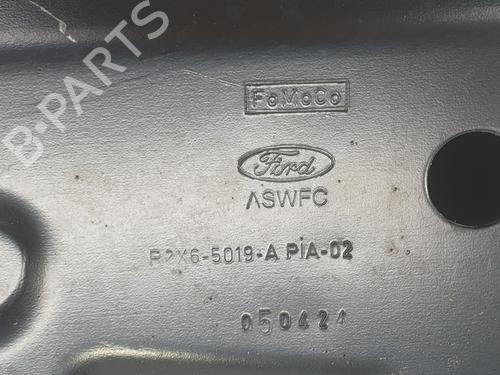 B-PARTS
FoMoCo
Ford
ASWFC
P2X6-5019-A PIA-02
050424